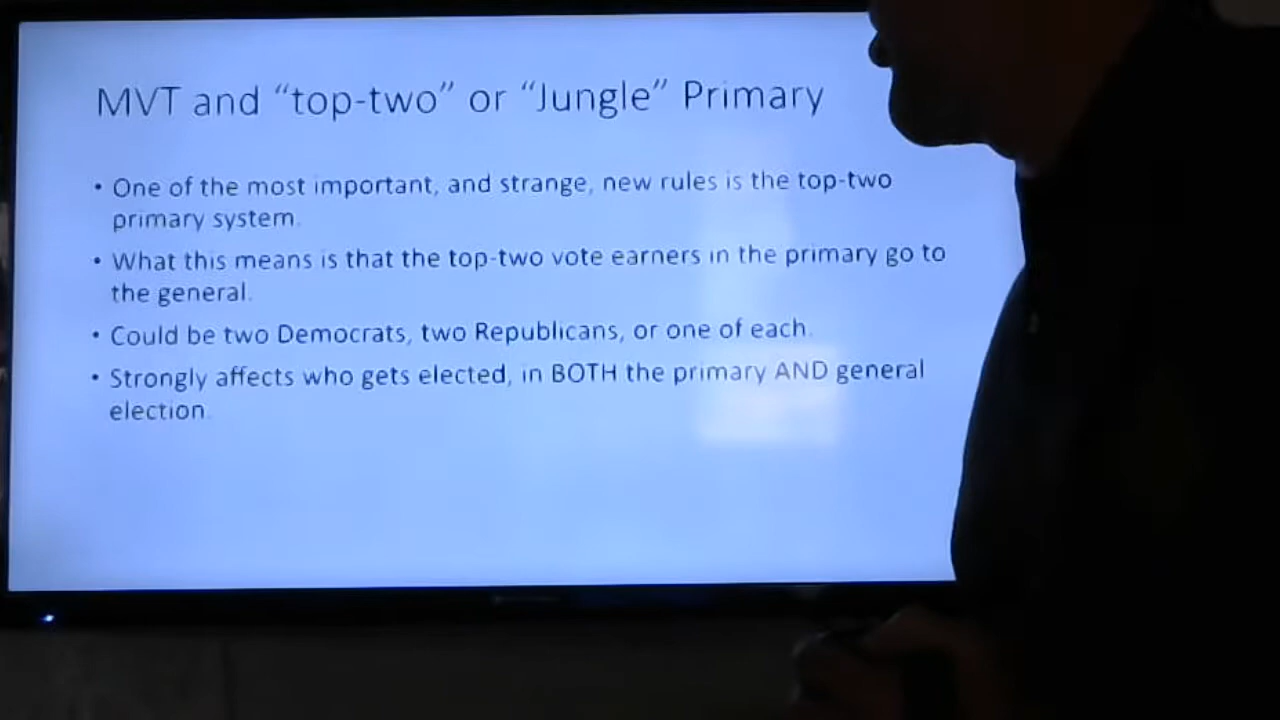 MVT and “top-two” or “Jungle” Primary
• One of the most important, and strange, new rules is the top-two
primary system.
• What this means is that the top-two vote earners in the primary go to
the general.
• Could be two Democrats, two Republicans, or one of each.
• Strongly affects who gets elected, in BOTH the primary AND general
election.